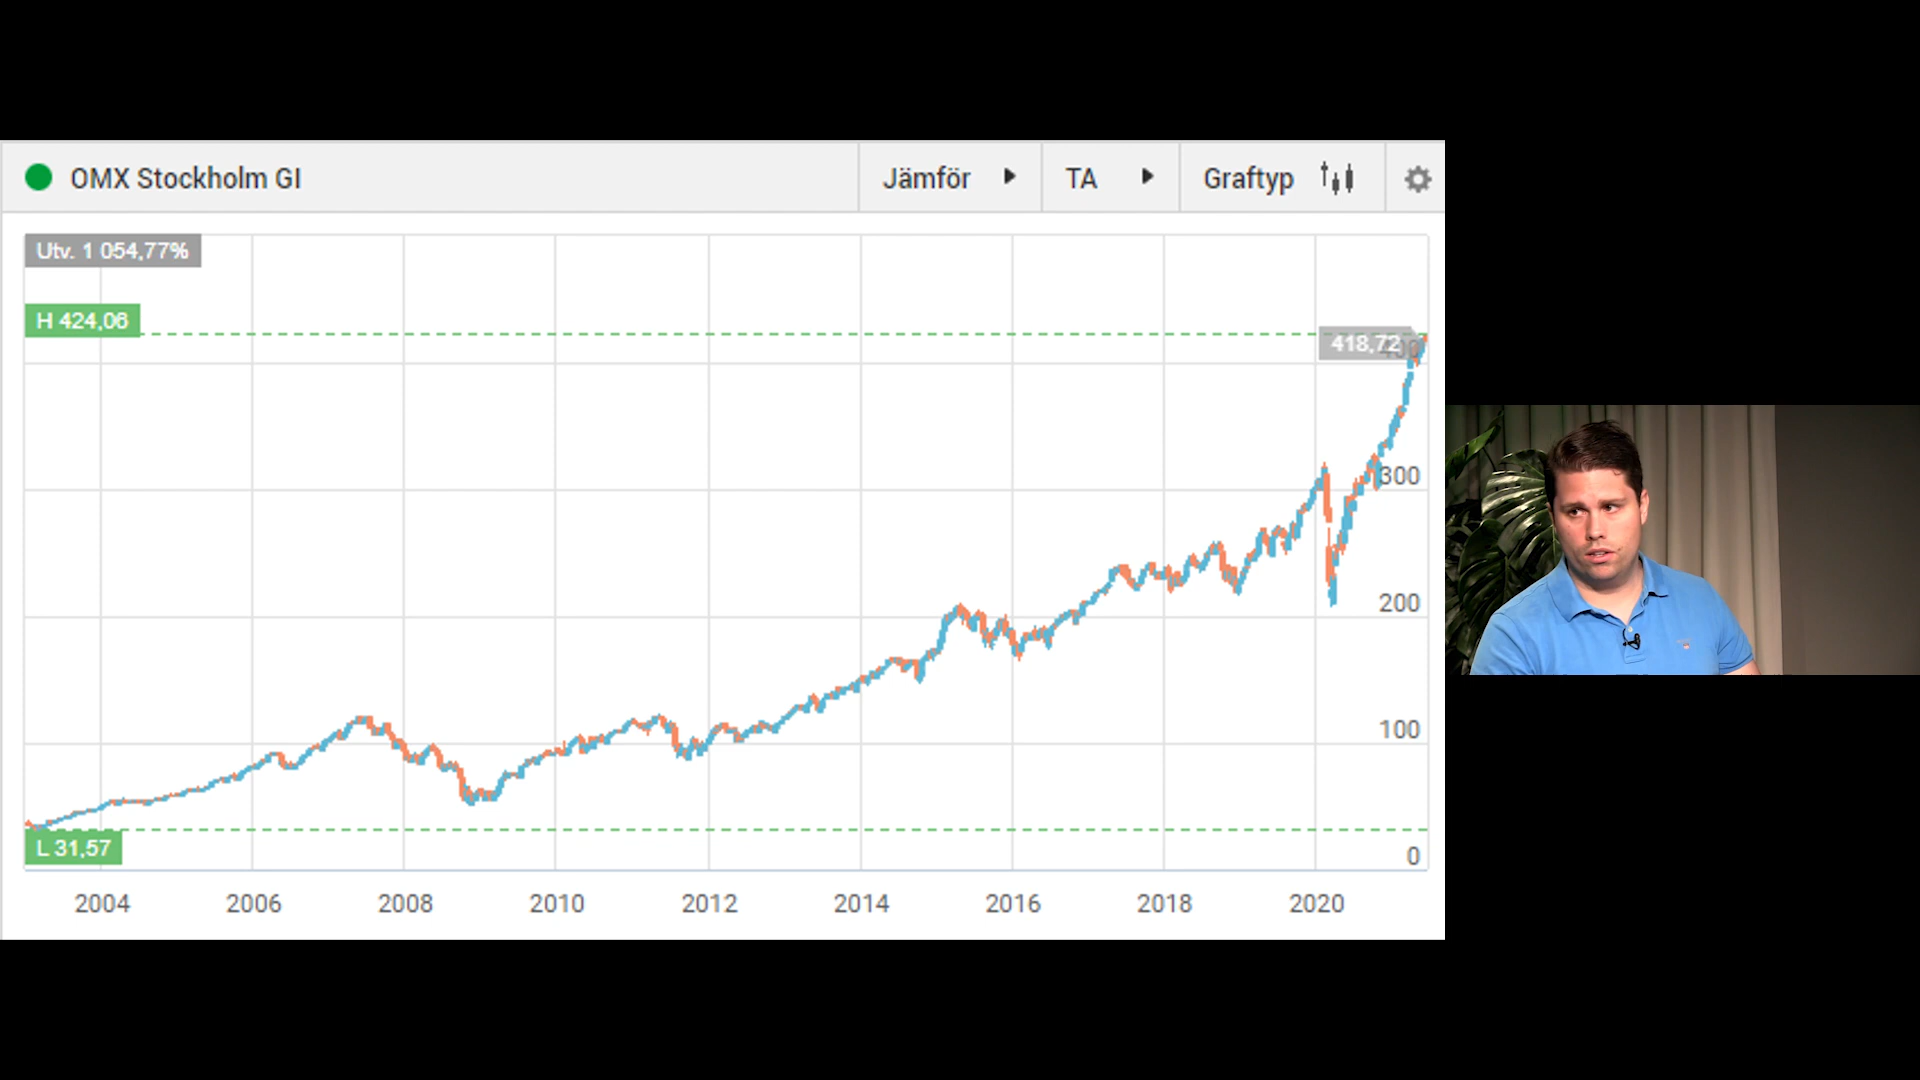 OMX Stockholm GI
Jämför
TA
Graftyp
Utv. 1 054,77%
H 424,06
418,72
400
300
200
100
0
L 31,57
2004
2006
2008
2010
2012
2014
2016
2018
2020